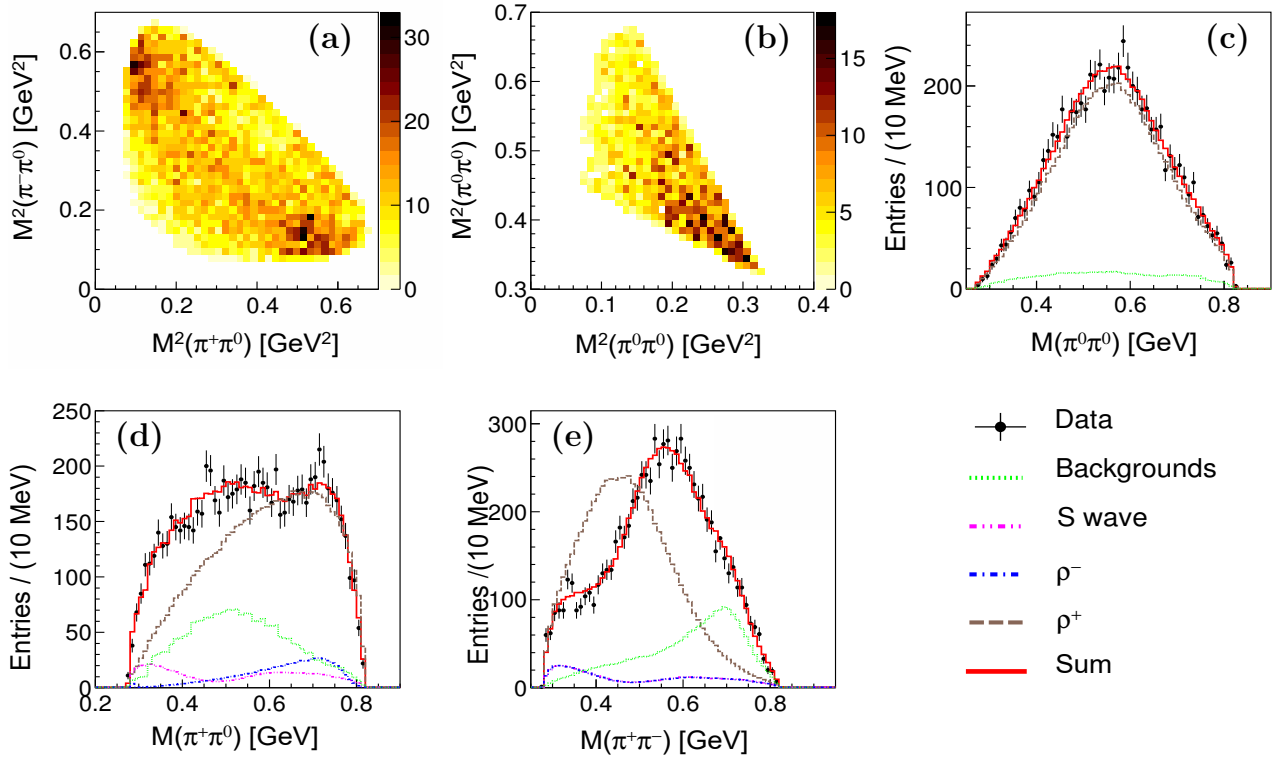 (a)
M²(π⁻π⁰) [GeV²]
0.6
0.4
0.2
0
0 0.2 0.4 0.6
M²(π⁺π⁰) [GeV²]
30
20
10
0
(b)
M²(π⁰π⁰) [GeV²]
0.7
0.6
0.5
0.4
0.3
0 0.1 0.2 0.3 0.4
M²(π⁰π⁰) [GeV²]
15
10
5
0
(c)
Entries / (10 MeV)
200
100
0
0.4 0.6 0.8
M(π⁰π⁰) [GeV]
(d)
Entries / (10 MeV)
250
200
150
100
50
0
0.2 0.4 0.6 0.8
M(π⁺π⁰) [GeV]
(e)
Entries /(10 MeV)
300
200
100
0
0.4 0.6 0.8
M(π⁺π⁻) [GeV]
Data
Backgrounds
S wave
ρ⁻
ρ⁺
Sum